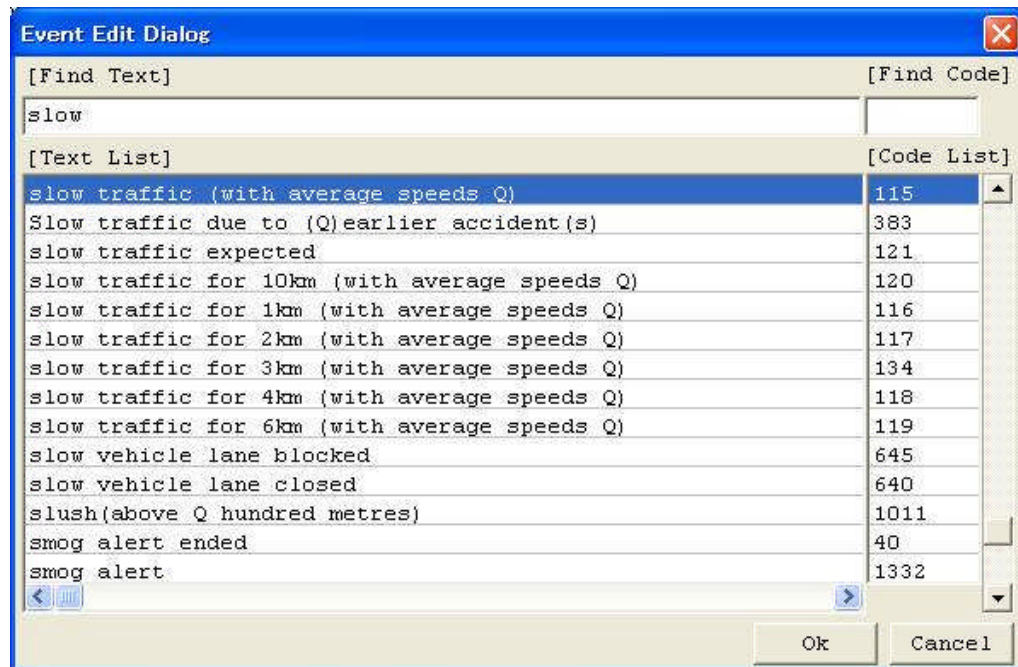 Event Edit Dialog
[Find Text] [Find Code]
slow
[Text List] [Code List]
slow traffic (with average speeds Q) 115
Slow traffic due to (Q)earlier accident(s) 383
slow traffic expected 121
slow traffic for 10km (with average speeds Q) 120
slow traffic for 1km (with average speeds Q) 116
slow traffic for 2km (with average speeds Q) 117
slow traffic for 3km (with average speeds Q) 134
slow traffic for 4km (with average speeds Q) 118
slow traffic for 6km (with average speeds Q) 119
slow vehicle lane blocked 645
slow vehicle lane closed 640
slush(above Q hundred metres) 1011
smog alert ended 40
smog alert 1332
Ok Cancel